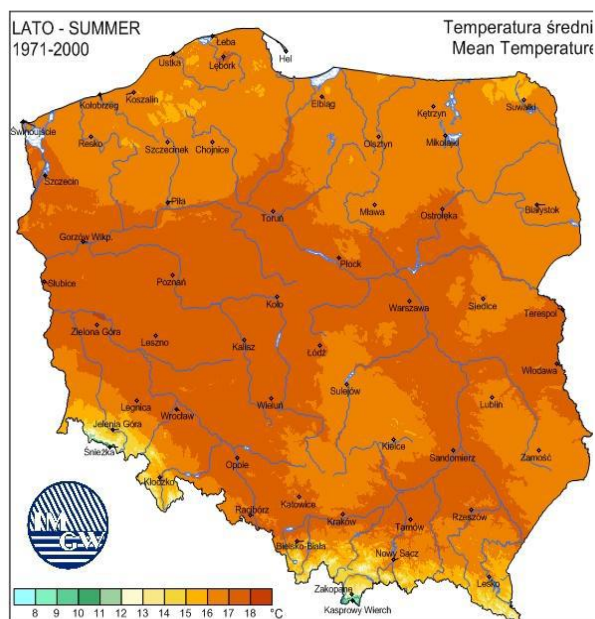 LATO - SUMMER
1971-2000
Temperatura średni
Mean Temperature
Łeba
Hel
Ustka
Lębork
Koszalin
Kołobrzeg
Elbląg
Kętrzyn
Suwałki
Świnoujście
Resko
Szczecinek
Chojnice
Olsztyn
Mikołajki
Szczecin
Piła
Toruń
Mława
Ostrołęka
Białystok
Gorzów Wlkp.
Płock
Słubice
Poznań
Koło
Warszawa
Siedlce
Terespol
Zielona Góra
Leszno
Kalisz
Łódź
Włodawa
Sulejów
Legnica
Wrocław
Wieluń
Lublin
Jelenia Góra
Śnieżka
Kielce
Opole
Sandomierz
Zamość
Kłodzko
Katowice
Racibórz
Kraków
Tarnów
Rzeszów
Bielsko-Biała
Nowy Sącz
Lesko
Zakopane
Kasprowy Wierch
IM
GW
8 9 10 11 12 13 14 15 16 17 18 °C